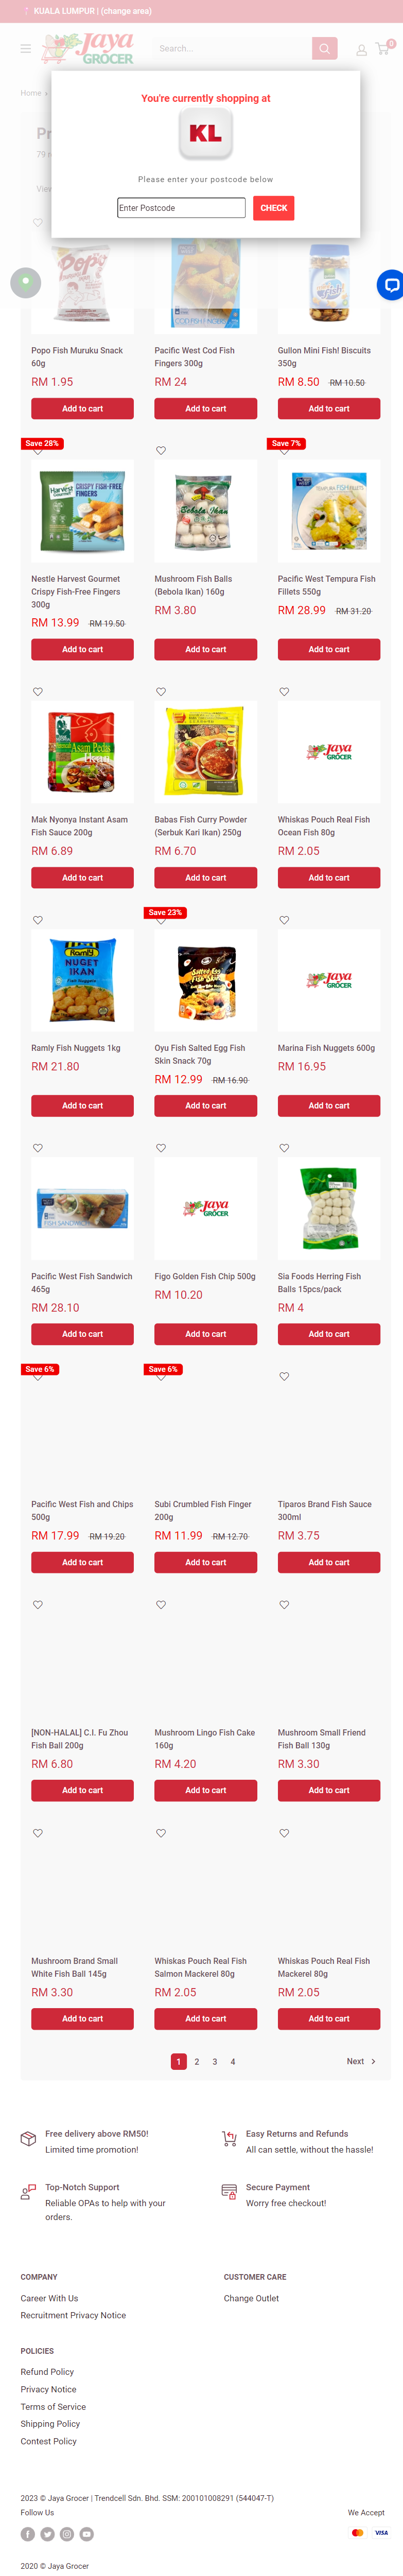 KUALA LUMPUR | (change area)
Jaya
GROCER
Search...
0
Home
You're currently shopping at
KL
Please enter your postcode below
Enter Postcode
CHECK
Popo Fish Muruku Snack
60g
RM 1.95
Add to cart
Pacific West Cod Fish
Fingers 300g
RM 24
Add to cart
Gullon Mini Fish! Biscuits
350g
RM 8.50 RM 10.50
Add to cart
Save 28%
Nestle Harvest Gourmet
Crispy Fish-Free Fingers
300g
RM 13.99 RM 19.50
Add to cart
Mushroom Fish Balls
(Bebola Ikan) 160g
RM 3.80
Add to cart
Save 7%
Pacific West Tempura Fish
Fillets 550g
RM 28.99 RM 31.20
Add to cart
Mak Nyonya Instant Asam
Fish Sauce 200g
RM 6.89
Add to cart
Babas Fish Curry Powder
(Serbuk Kari Ikan) 250g
RM 6.70
Add to cart
Jaya
GROCER
Whiskas Pouch Real Fish
Ocean Fish 80g
RM 2.05
Add to cart
Ramly
NUGET
IKAN
Ramly Fish Nuggets 1kg
RM 21.80
Add to cart
Save 23%
Oyu Fish Salted Egg Fish
Skin Snack 70g
RM 12.99 RM 16.90
Add to cart
Jaya
GROCER
Marina Fish Nuggets 600g
RM 16.95
Add to cart
Pacific West Fish Sandwich
465g
RM 28.10
Add to cart
Jaya
GROCER
Figo Golden Fish Chip 500g
RM 10.20
Add to cart
Sia Foods Herring Fish
Balls 15pcs/pack
RM 4
Add to cart
Save 6%
Pacific West Fish and Chips
500g
RM 17.99 RM 19.20
Add to cart
Save 6%
Subi Crumbled Fish Finger
200g
RM 11.99 RM 12.70
Add to cart
Tiparos Brand Fish Sauce
300ml
RM 3.75
Add to cart
[NON-HALAL] C.I. Fu Zhou
Fish Ball 200g
RM 6.80
Add to cart
Mushroom Lingo Fish Cake
160g
RM 4.20
Add to cart
Mushroom Small Friend
Fish Ball 130g
RM 3.30
Add to cart
Mushroom Brand Small
White Fish Ball 145g
RM 3.30
Add to cart
Whiskas Pouch Real Fish
Salmon Mackerel 80g
RM 2.05
Add to cart
Whiskas Pouch Real Fish
Mackerel 80g
RM 2.05
Add to cart
1 2 3 4 Next
Free delivery above RM50!
Limited time promotion!
Easy Returns and Refunds
All can settle, without the hassle!
Top-Notch Support
Reliable OPAs to help with your
orders.
Secure Payment
Worry free checkout!
COMPANY
Career With Us
Recruitment Privacy Notice
CUSTOMER CARE
Change Outlet
POLICIES
Refund Policy
Privacy Notice
Terms of Service
Shipping Policy
Contest Policy
2023 © Jaya Grocer | Trendcell Sdn. Bhd. SSM: 200101008291 (544047-T)
Follow Us
We Accept
VISA
2020 © Jaya Grocer